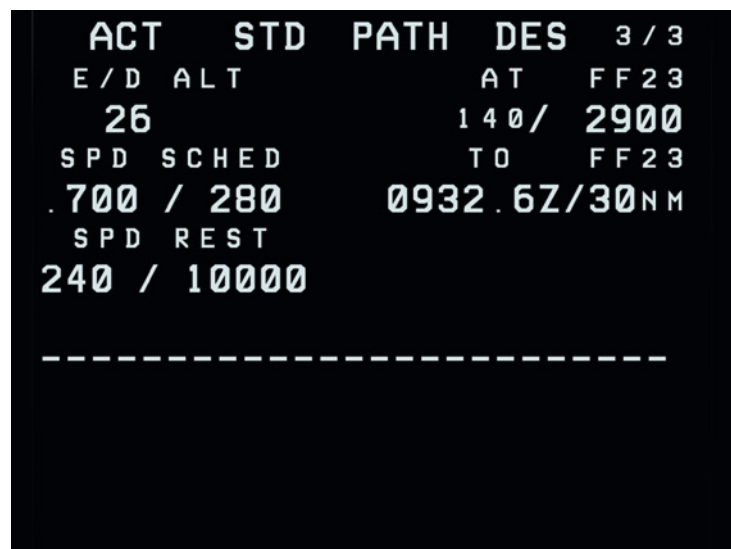 ACT STD PATH DES 3/3
E/D ALT AT FF23
26 140/ 2900
SPD SCHED TO FF23
.700 / 280 0932.6Z/30NM
SPD REST
240 / 10000
--------------------------